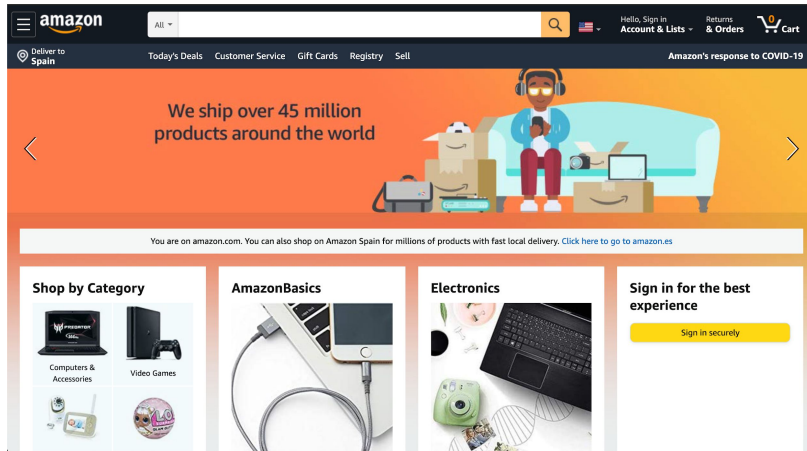 amazon
All
Hello, Sign in
Account & Lists
Returns
& Orders
0
Cart
Deliver to
Spain
Today's Deals
Customer Service
Gift Cards
Registry
Sell
Amazon's response to COVID-19
We ship over 45 million
products around the world
You are on amazon.com. You can also shop on Amazon Spain for millions of products with fast local delivery. Click here to go to amazon.es
Shop by Category
PREDATOR
Computers &
Accessories
Video Games
AmazonBasics
Electronics
Sign in for the best
experience
Sign in securely